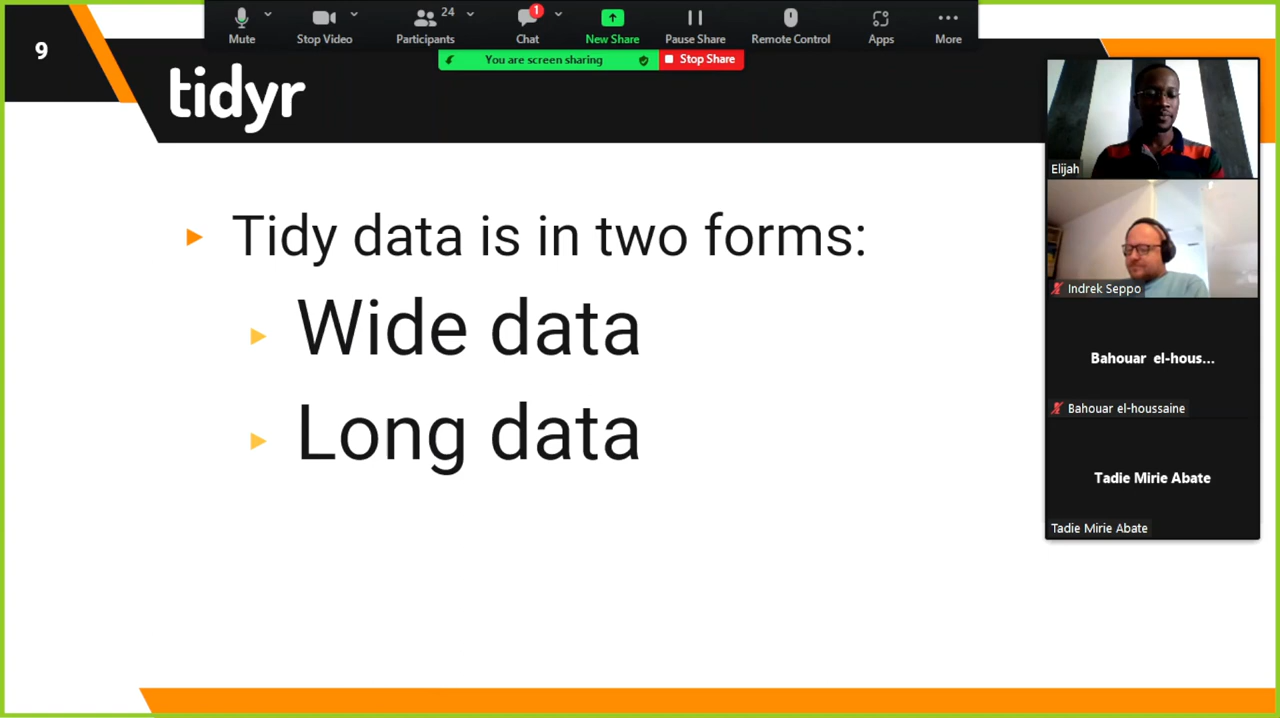 9
24
1
Mute
Stop Video
Participants
Chat
New Share
Pause Share
Remote Control
Apps
More
You are screen sharing
Stop Share
tidyr
Elijah
Tidy data is in two forms:
Wide data
Long data
Indrek Seppo
Bahouar el-hous...
Bahouar el-houssaine
Tadie Mirie Abate
Tadie Mirie Abate